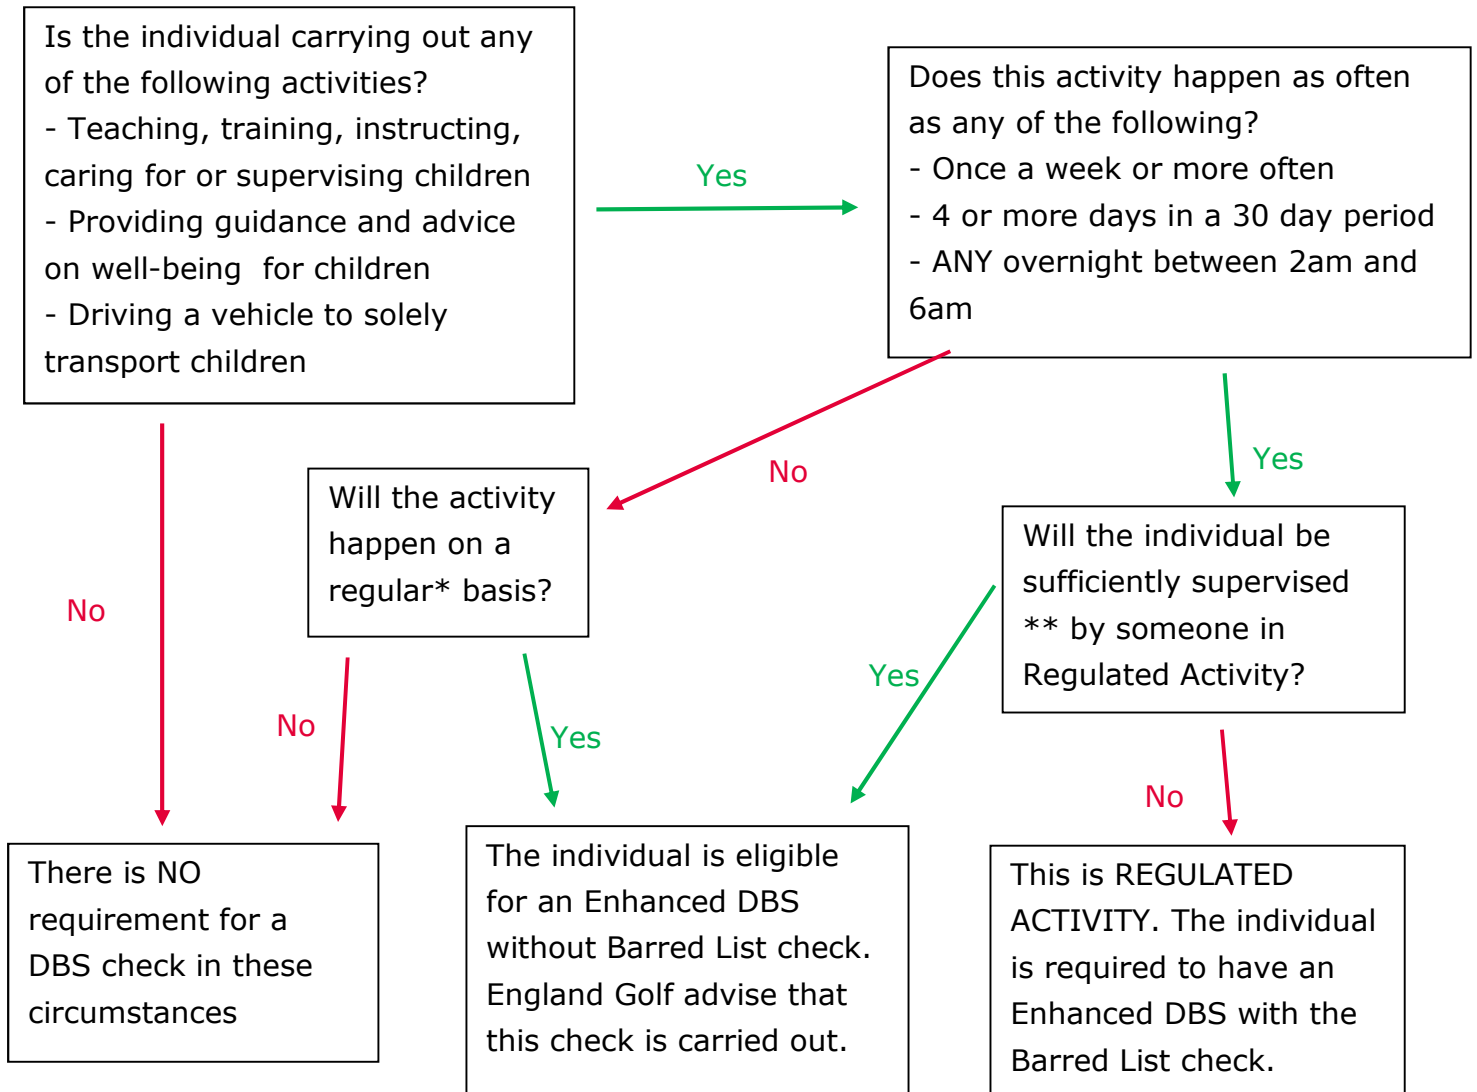 Is the individual carrying out any
of the following activities?
- Teaching, training, instructing,
caring for or supervising children
- Providing guidance and advice
on well-being  for children
- Driving a vehicle to solely
transport children
Yes
Does this activity happen as often
as any of the following?
- Once a week or more often
- 4 or more days in a 30 day period
- ANY overnight between 2am and
6am
No
Will the activity
happen on a
regular* basis?
No
Yes
Will the individual be
sufficiently supervised
** by someone in
Regulated Activity?
No
Yes
Yes
No
There is NO
requirement for a
DBS check in these
circumstances
The individual is eligible
for an Enhanced DBS
without Barred List check.
England Golf advise that
this check is carried out.
This is REGULATED
ACTIVITY. The individual
is required to have an
Enhanced DBS with the
Barred List check.